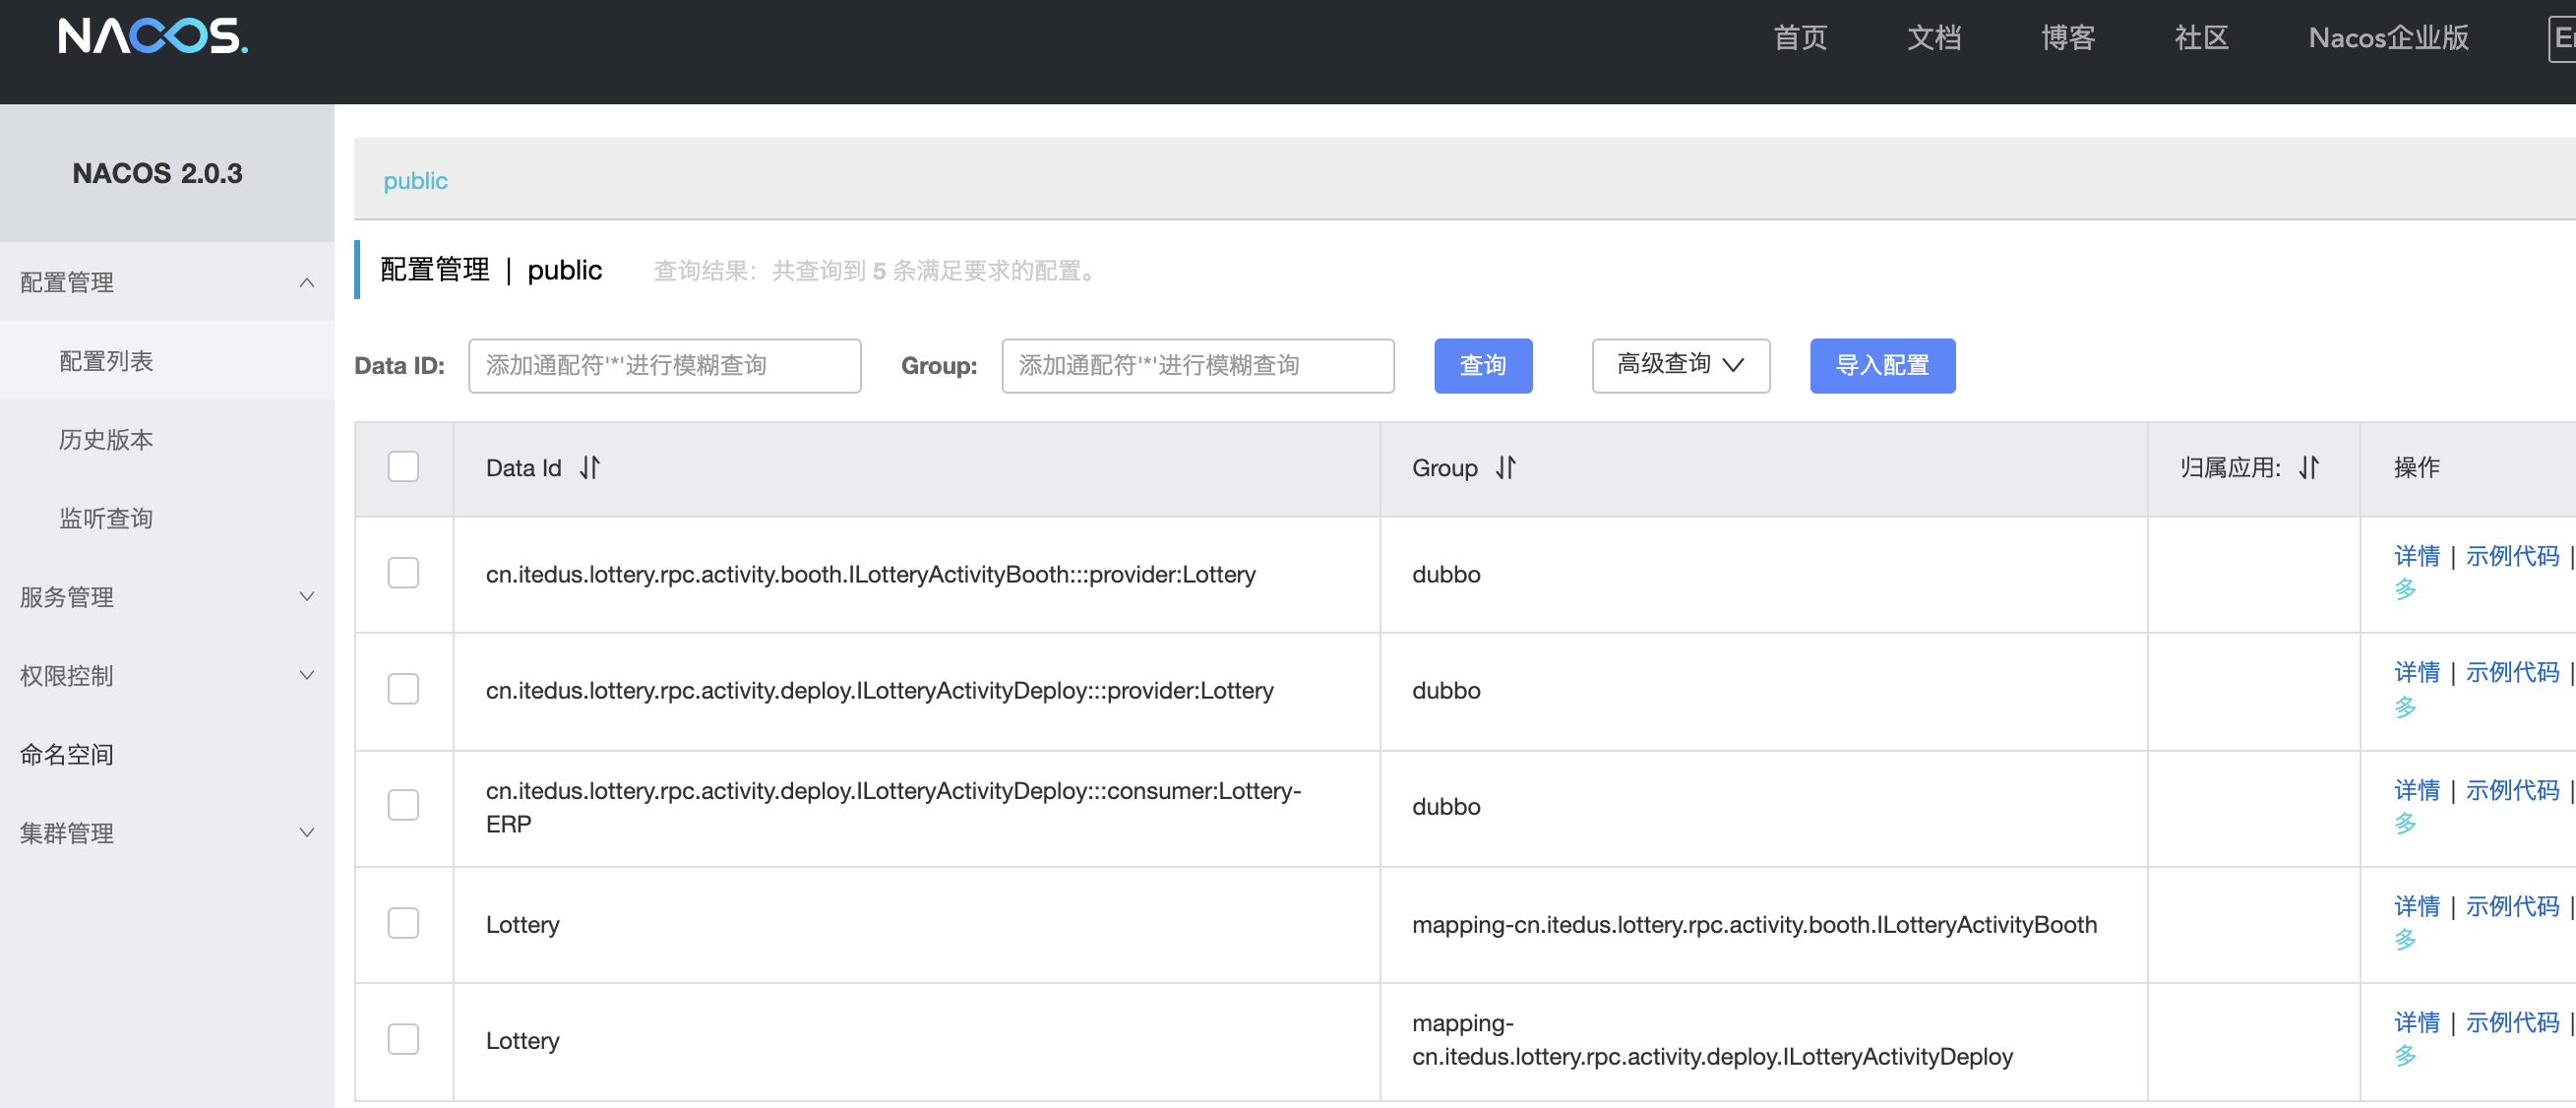 NACOS.
首页 文档 博客 社区 Nacos企业版 En
NACOS 2.0.3
配置管理
配置列表
历史版本
监听查询
服务管理
权限控制
命名空间
集群管理
public
配置管理 | public 查询结果：共查询到 5 条满足要求的配置。
Data ID: 添加通配符'*'进行模糊查询 Group: 添加通配符'*'进行模糊查询 查询 高级查询 导入配置
Data Id Group 归属应用: 操作
cn.itedus.lottery.rpc.activity.booth.ILotteryActivityBooth:::provider:Lottery dubbo 详情 | 示例代码 |
多
cn.itedus.lottery.rpc.activity.deploy.ILotteryActivityDeploy:::provider:Lottery dubbo 详情 | 示例代码 |
多
cn.itedus.lottery.rpc.activity.deploy.ILotteryActivityDeploy:::consumer:Lottery-
ERP dubbo 详情 | 示例代码 |
多
Lottery mapping-cn.itedus.lottery.rpc.activity.booth.ILotteryActivityBooth 详情 | 示例代码 |
多
Lottery mapping-
cn.itedus.lottery.rpc.activity.deploy.ILotteryActivityDeploy 详情 | 示例代码 |
多